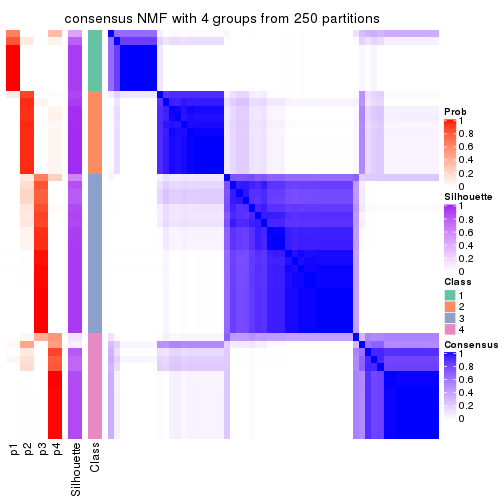 consensus NMF with 4 groups from 250 partitions
Prob
1
0.8
0.6
0.4
0.2
0
Silhouette
1
0.8
0.6
0.4
0.2
0
Class
1
2
3
4
Consensus
1
0.8
0.6
0.4
0.2
0
p1
p2
p3
p4
Silhouette
Class